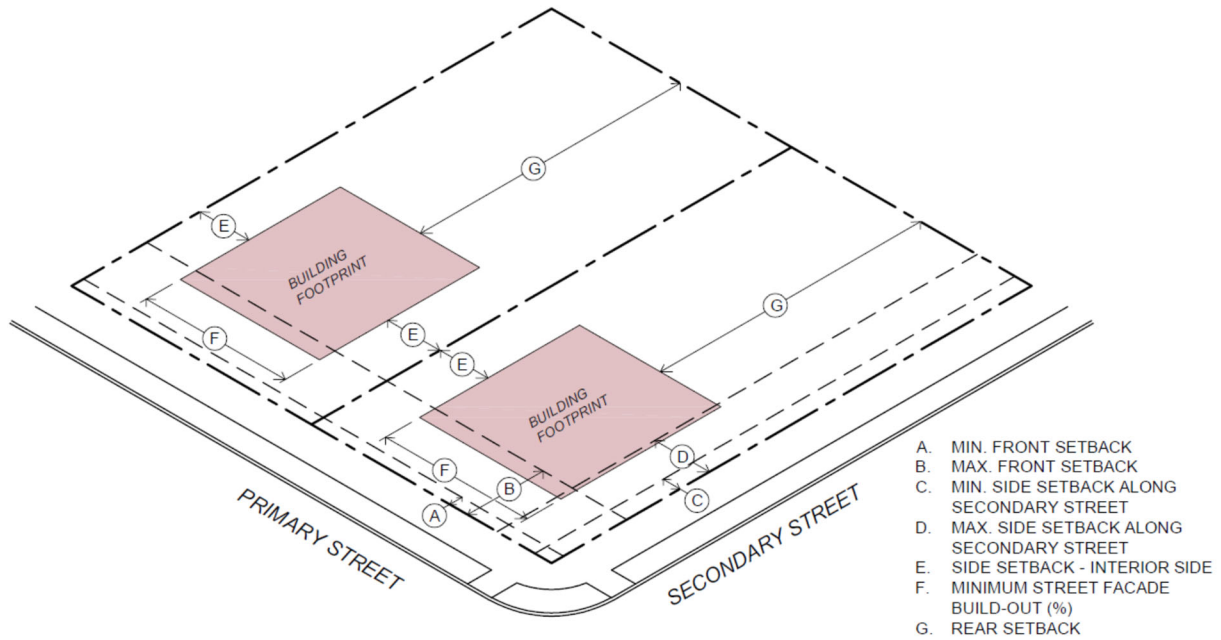 G
E
BUILDING
FOOTPRINT
G
F
E
E
BUILDING
FOOTPRINT
D
F
B
C
A
PRIMARY STREET
SECONDARY STREET
A. MIN. FRONT SETBACK
B. MAX. FRONT SETBACK
C. MIN. SIDE SETBACK ALONG
SECONDARY STREET
D. MAX. SIDE SETBACK ALONG
SECONDARY STREET
E. SIDE SETBACK - INTERIOR SIDE
F. MINIMUM STREET FACADE
BUILD-OUT (%)
G. REAR SETBACK